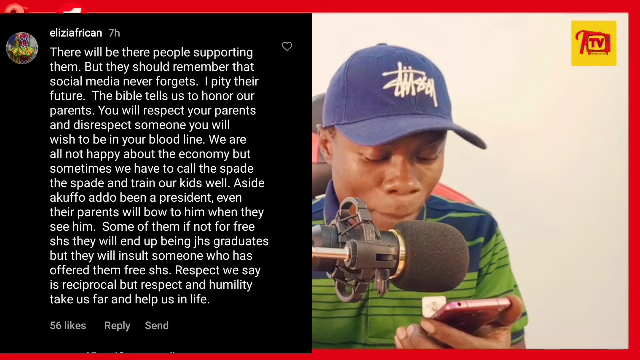 eliziafrican 7h
There will be there people supporting
them. But they should remember that
social media never forgets. I pity their
future. The bible tells us to honor our
parents. You will respect your parents
and disrespect someone you will
wish to be in your blood line. We are
all not happy about the economy but
sometimes we have to call the spade
the spade and train our kids well. Aside
akuffo addo been a president, even
their parents will bow to him when they
see him. Some of them if not for free
shs they will end up being jhs graduates
but they will insult someone who has
offered them free shs. Respect we say
is reciprocal but respect and humility
take us far and help us in life.
56 likes Reply Send
TV